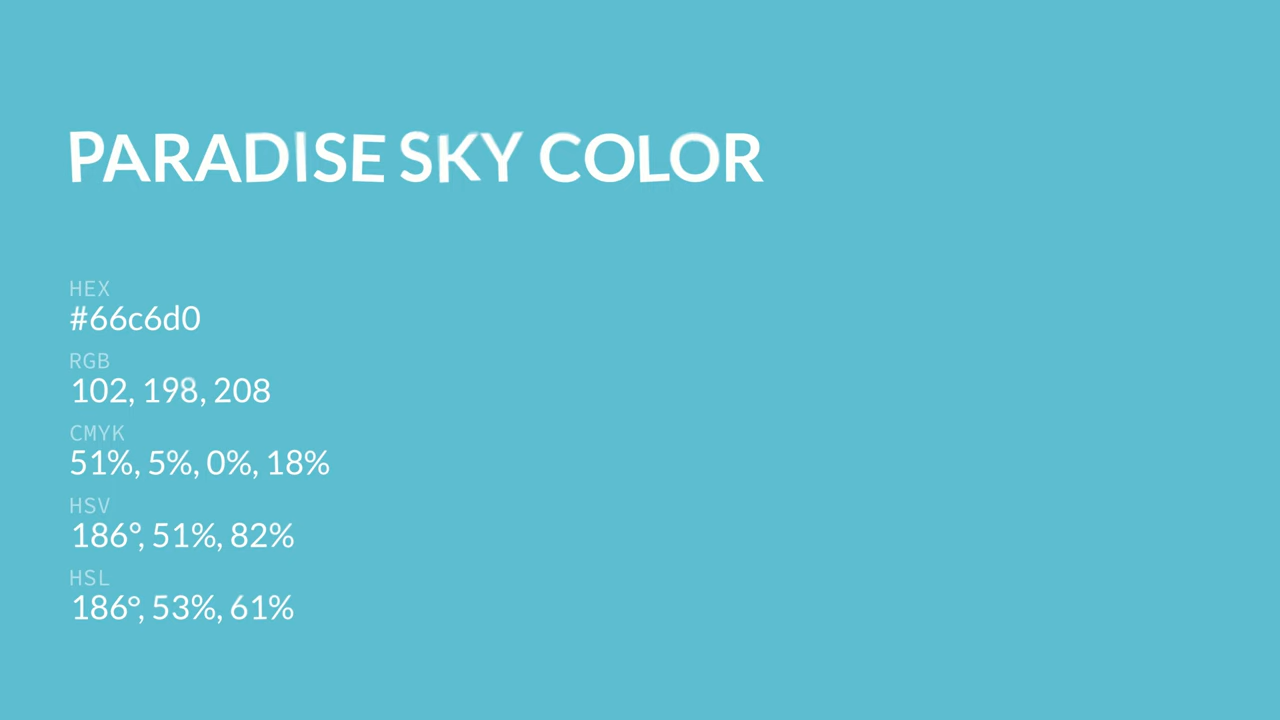 PARADISE SKY COLOR
HEX
#66c6d0
RGB
102, 198, 208
CMYK
51%, 5%, 0%, 18%
HSV
186°, 51%, 82%
HSL
186°, 53%, 61%